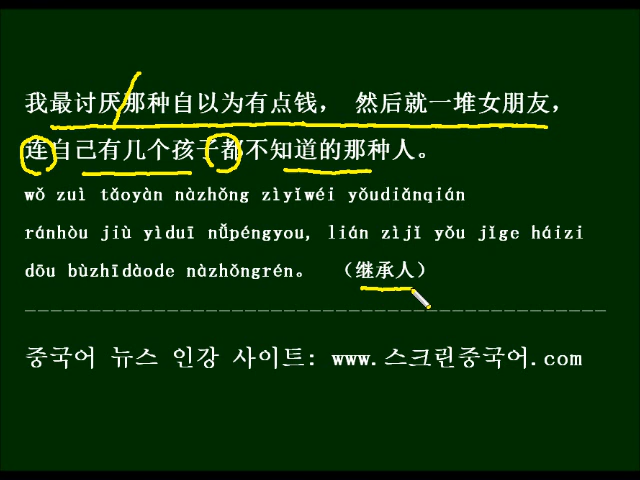 我最讨厌那种自以为有点钱， 然后就一堆女朋友，
连自己有几个孩子都不知道的那种人。
wǒ zuì tǎoyàn nàzhǒng zìyǐwéi yǒudiǎnqián
ránhòu jiù yìduī nǚpéngyou, lián zìjǐ yǒu jǐge háizi
dōu bùzhīdàode nàzhǒngrén。 （继承人）
중국어 뉴스 인강 사이트: www.스크린중국어.com